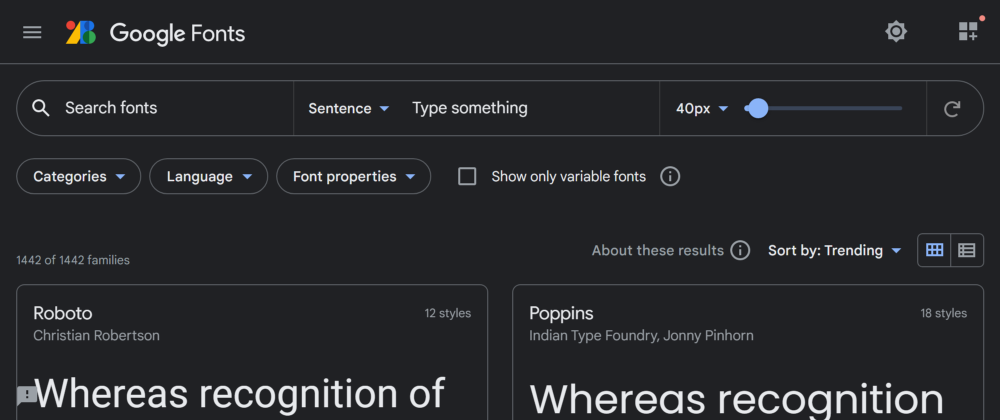 Google Fonts
Search fonts
Sentence
Type something
40px
Categories
Language
Font properties
Show only variable fonts
1442 of 1442 families
About these results
Sort by: Trending
Roboto
12 styles
Christian Robertson
Whereas recognition of
Poppins
18 styles
Indian Type Foundry, Jonny Pinhorn
Whereas recognition